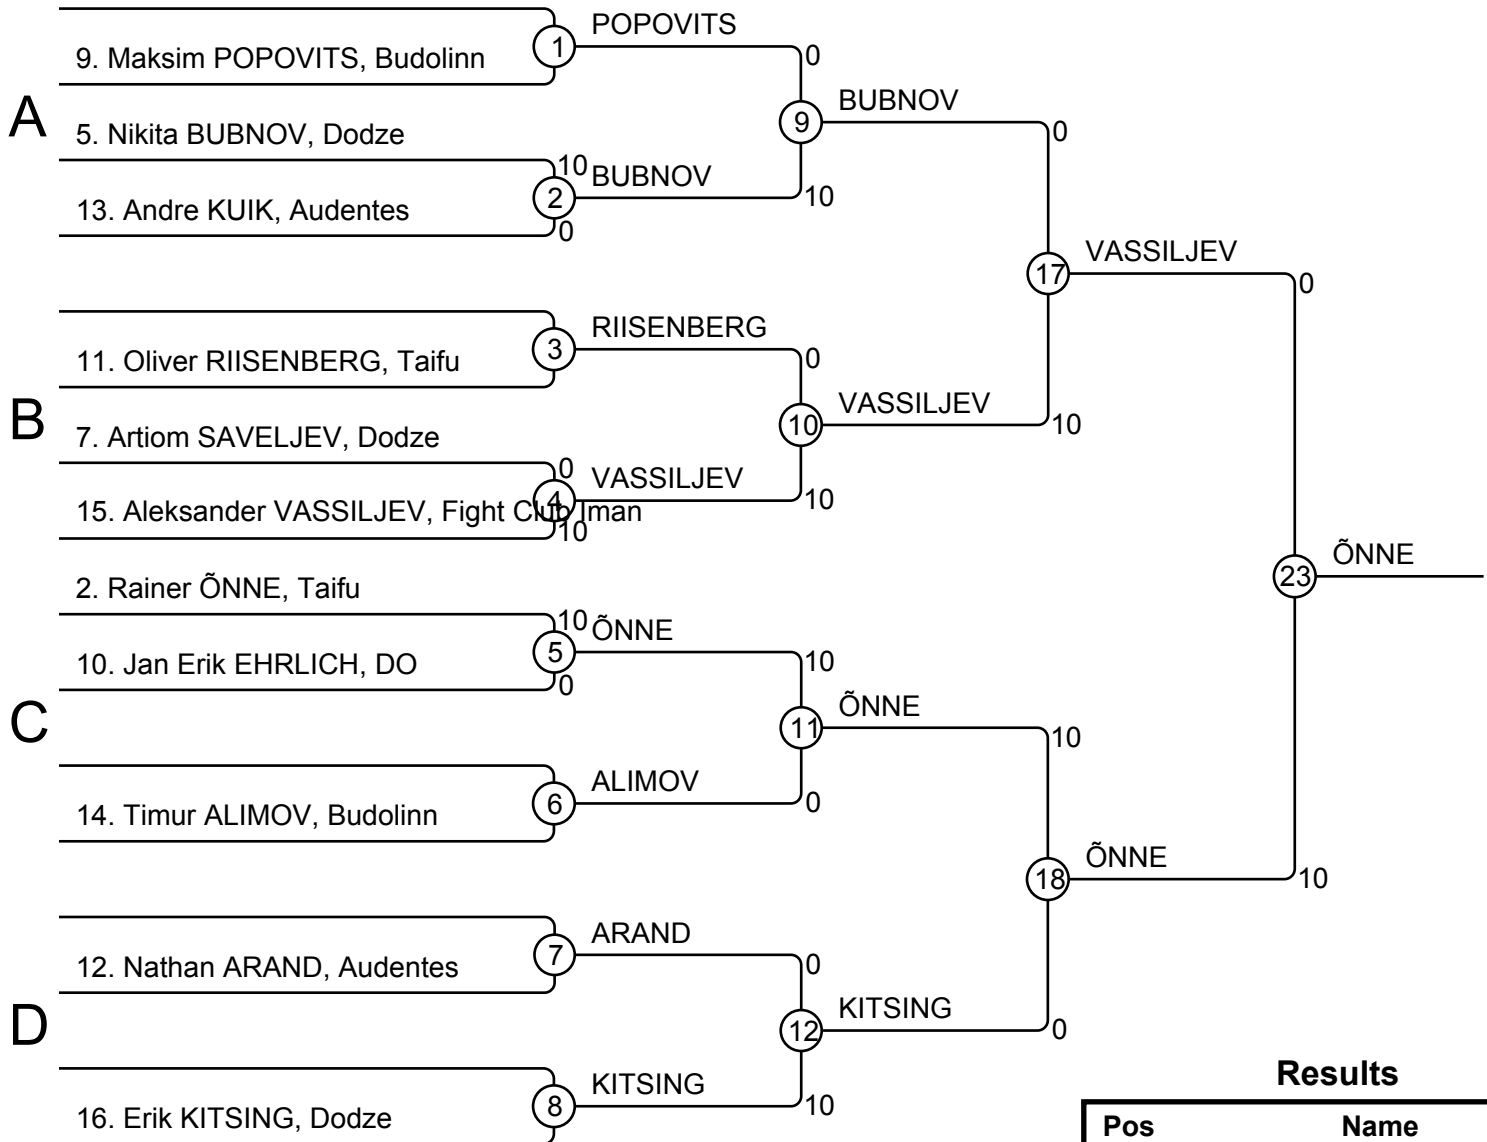 POPOVITS
9. Maksim POPOVITS, Budolinn
1
0
A
BUBNOV
5. Nikita BUBNOV, Dodze
9
0
10
BUBNOV
13. Andre KUIK, Audentes
2
10
0
VASSILJEV
17
0
RIISENBERG
11. Oliver RIISENBERG, Taifu
3
0
B
VASSILJEV
7. Artiom SAVELJEV, Dodze
10
10
0
VASSILJEV
15. Aleksander VASSILJEV, Fight Club Iman
4
10
10
ÕNNE
2. Rainer ÕNNE, Taifu
23
10
ÕNNE
10. Jan Erik EHRLICH, DO
5
10
0
C
ÕNNE
11
10
ALIMOV
14. Timur ALIMOV, Budolinn
6
0
ÕNNE
18
10
ARAND
12. Nathan ARAND, Audentes
7
0
D
KITSING
12
0
KITSING
16. Erik KITSING, Dodze
8
10
Results
Pos Name